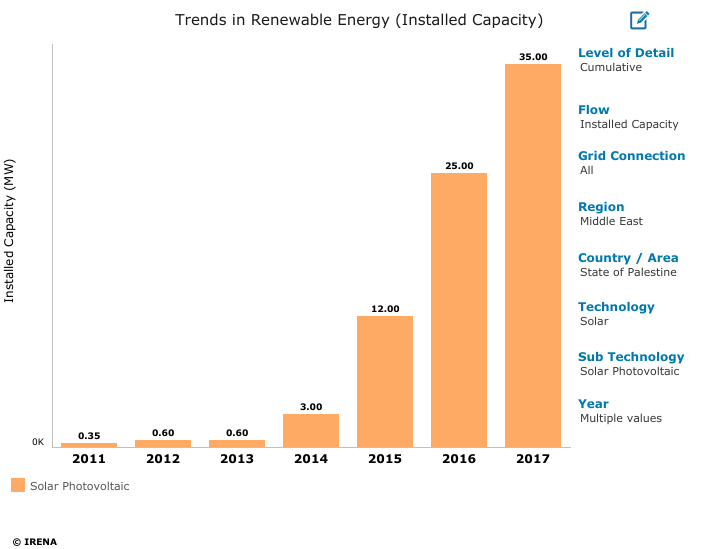 Trends in Renewable Energy (Installed Capacity)
Installed Capacity (MW)
35.00
25.00
12.00
3.00
0.60
0.60
0.35
0K
2011 2012 2013 2014 2015 2016 2017
Solar Photovoltaic
Level of Detail
Cumulative
Flow
Installed Capacity
Grid Connection
All
Region
Middle East
Country / Area
State of Palestine
Technology
Solar
Sub Technology
Solar Photovoltaic
Year
Multiple values
© IRENA